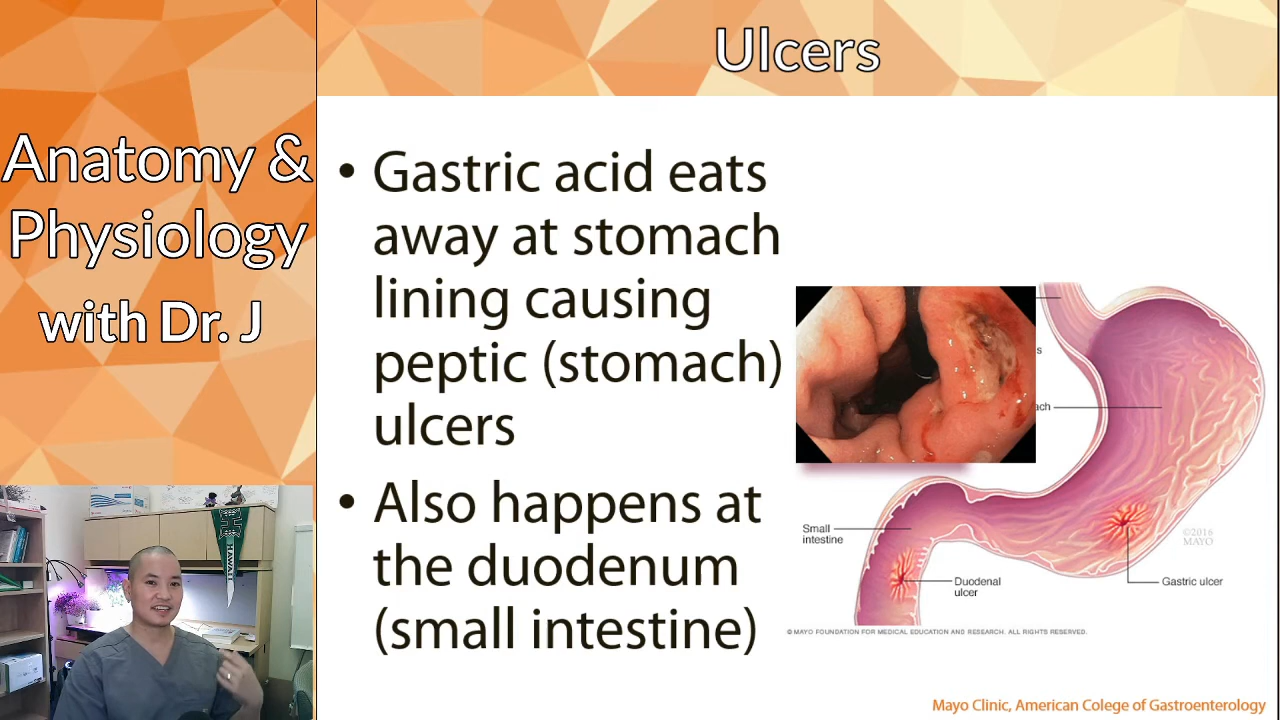 Anatomy &
Physiology
with Dr. J
Ulcers
• Gastric acid eats
away at stomach
lining causing
peptic (stomach)
ulcers
• Also happens at
the duodenum
(small intestine)
s
ach
Small
intestine
Duodenal
ulcer
Gastric ulcer
©2016
MAYO
© MAYO FOUNDATION FOR MEDICAL EDUCATION AND RESEARCH. ALL RIGHTS RESERVED.
Mayo Clinic, American Colege of Gastroenterology